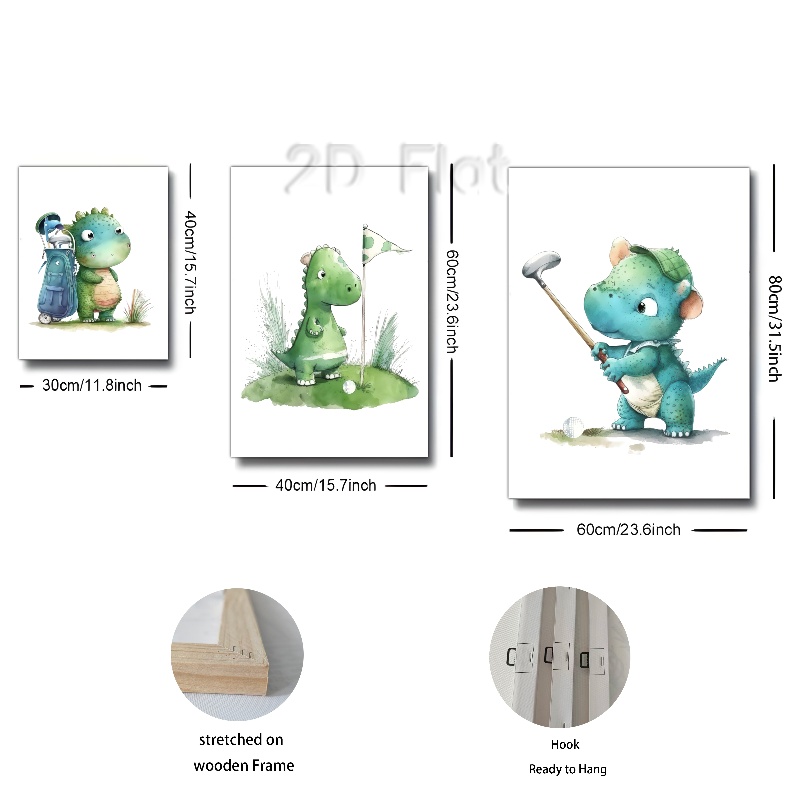 2D Flat
40cm/15.7inch
30cm/11.8inch
60cm/23.6inch
40cm/15.7inch
80cm/31.5inch
60cm/23.6inch
stretched on
wooden Frame
Hook
Ready to Hang